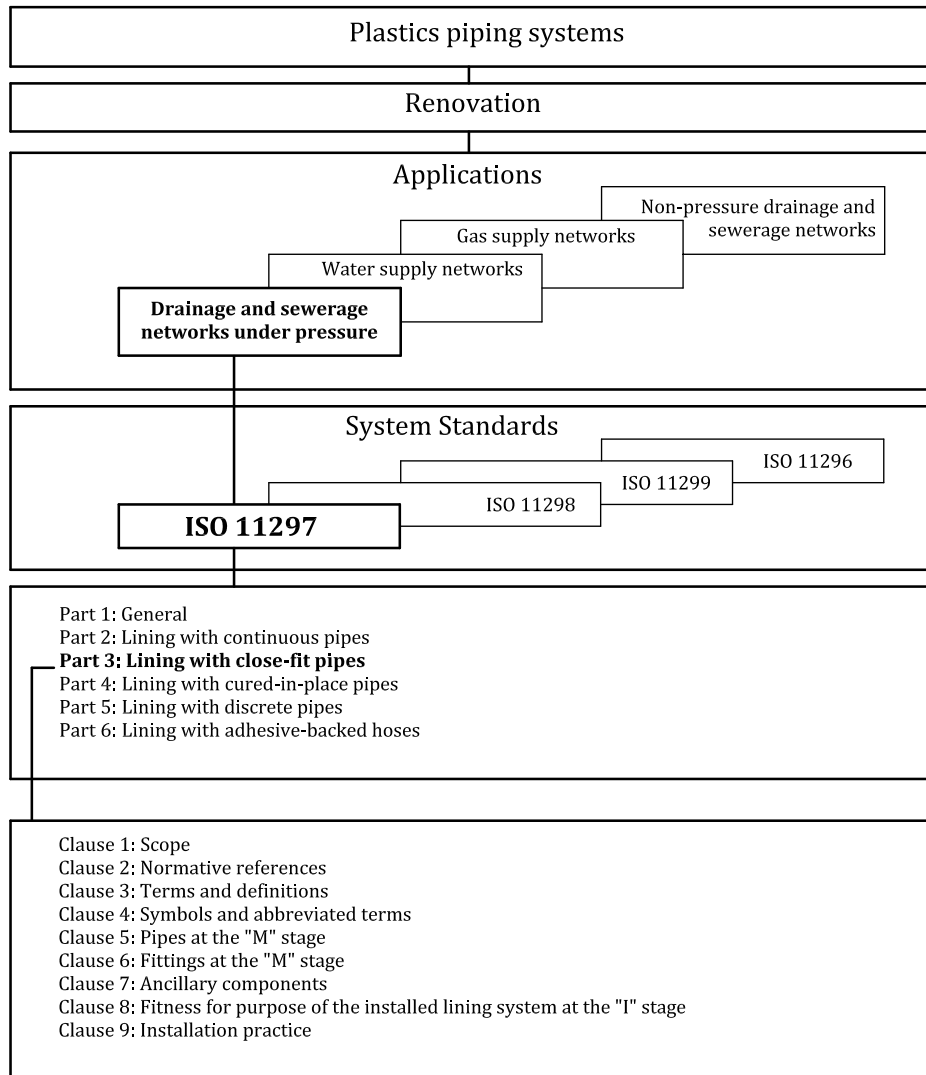 Plastics piping systems
Renovation
Applications
Non-pressure drainage and
sewerage networks
Gas supply networks
Water supply networks
Drainage and sewerage
networks under pressure
System Standards
ISO 11296
ISO 11299
ISO 11298
ISO 11297
Part 1: General
Part 2: Lining with continuous pipes
Part 3: Lining with close-fit pipes
Part 4: Lining with cured-in-place pipes
Part 5: Lining with discrete pipes
Part 6: Lining with adhesive-backed hoses
Clause 1: Scope
Clause 2: Normative references
Clause 3: Terms and definitions
Clause 4: Symbols and abbreviated terms
Clause 5: Pipes at the "M" stage
Clause 6: Fittings at the "M" stage
Clause 7: Ancillary components
Clause 8: Fitness for purpose of the installed lining system at the "I" stage
Clause 9: Installation practice